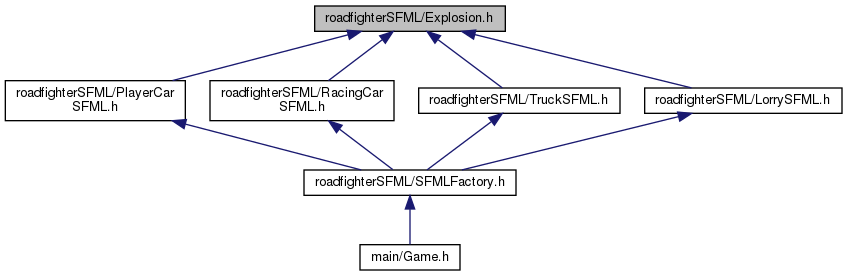 roadfighterSFML/Explosion.h
roadfighterSFML/PlayerCar
SFML.h
roadfighterSFML/RacingCar
SFML.h
roadfighterSFML/TruckSFML.h
roadfighterSFML/LorrySFML.h
roadfighterSFML/SFMLFactory.h
main/Game.h